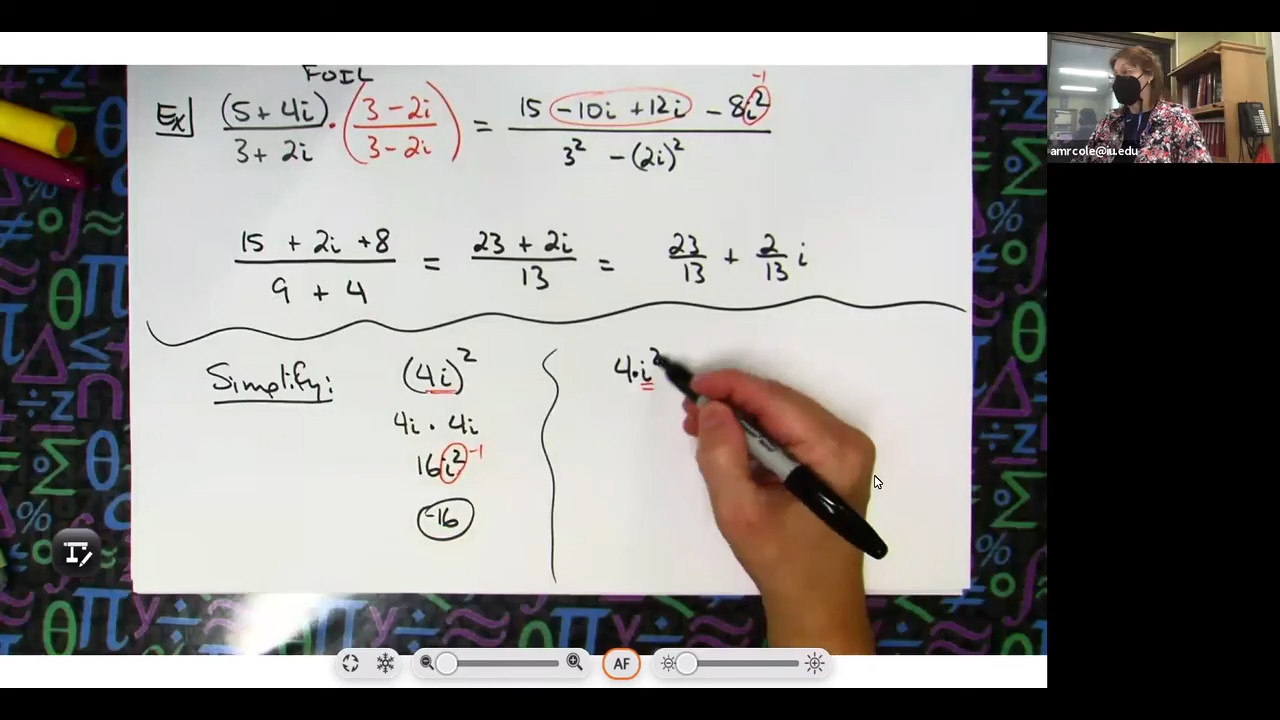 FOIL
Ex| (5 + 4i)/(3 + 2i) · ((3 - 2i)/(3 - 2i)) = (15 - 10i + 12i - 8i² -1)/(3² - (2i)²)
(15 + 2i + 8)/(9 + 4) = (23 + 2i)/13 = 23/13 + 2/13 i
Simplify: (4i)²
4i · 4i
16i² -1
-16
4·i²
amrcole@iu.edu
AF